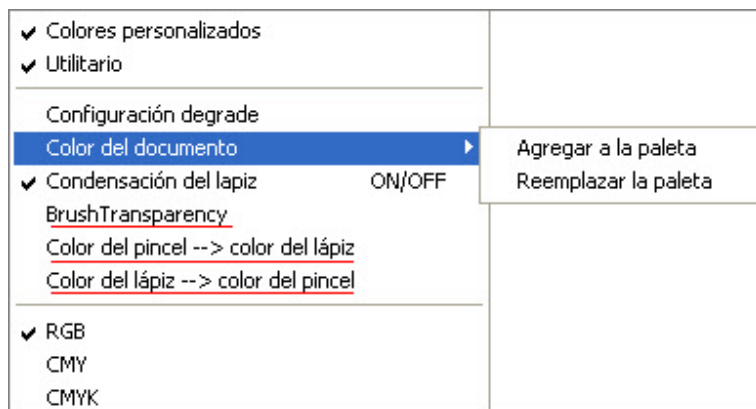 Colores personalizados
Utilitario
Configuración degrade
Color del documento
Agregar a la paleta
Condensación del lapiz ON/OFF
Reemplazar la paleta
BrushTransparency
Color del pincel --> color del lápiz
Color del lápiz --> color del pincel
RGB
CMY
CMYK